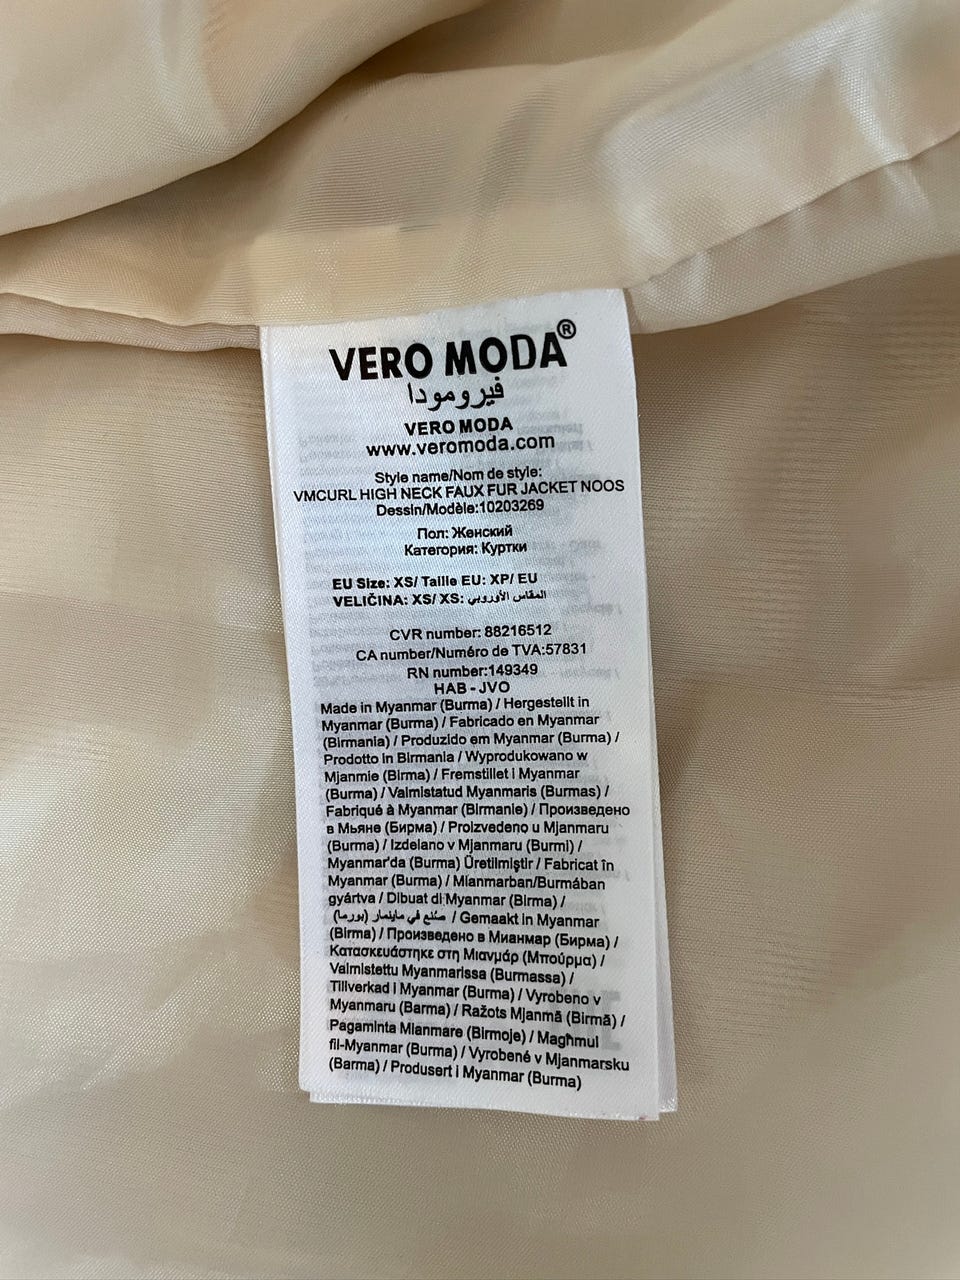 VERO MODA®
فيرومودا
VERO MODA
www.veromoda.com
Style name/Nom de style:
VMCURL HIGH NECK FAUX FUR JACKET NOOS
Dessin/Modèle:10203269
Пол: Женский
Категория: Куртки
EU Size: XS/ Taille EU: XP/ EU
VELIČINA: XS/ XS: المقاس الأوروبي
CVR number: 88216512
CA number/Numéro de TVA:57831
RN number:149349
HAB - JVO
Made in Myanmar (Burma) / Hergestellt in
Myanmar (Burma) / Fabricado en Myanmar
(Birmania) / Produzido em Myanmar (Burma) /
Prodotto in Birmania / Wyprodukowano w
Mjanmie (Birma) / Fremstillet i Myanmar
(Burma) / Valmistatud Myanmaris (Burmas) /
Fabriqué à Myanmar (Birmanie) / Произведено
в Мьяне (Бирма) / Proizvedeno u Mjanmaru
(Burma) / Izdelano v Mjanmaru (Burmi) /
Myanmar'da (Burma) Üretilmiştir / Fabricat în
Myanmar (Burma) / Mianmarban/Burmában
gyártva / Dibuat di Myanmar (Birma) /
صُنع في ماينمار (بورما) / Gemaakt in Myanmar
(Birma) / Произведено в Мианмар (Бирма) /
Κατασκευάστηκε στη Μιανμάρ (Μπούρμα) /
Valmistettu Myanmarissa (Burmassa) /
Tillverkad i Myanmar (Burma) / Vyrobeno v
Myanmaru (Barma) / Ražots Mjanmā (Birmā) /
Pagaminta Mianmare (Birmoje) / Magħmul
fil-Myanmar (Burma) / Vyrobené v Mjanmarsku
(Barma) / Produsert i Myanmar (Burma)